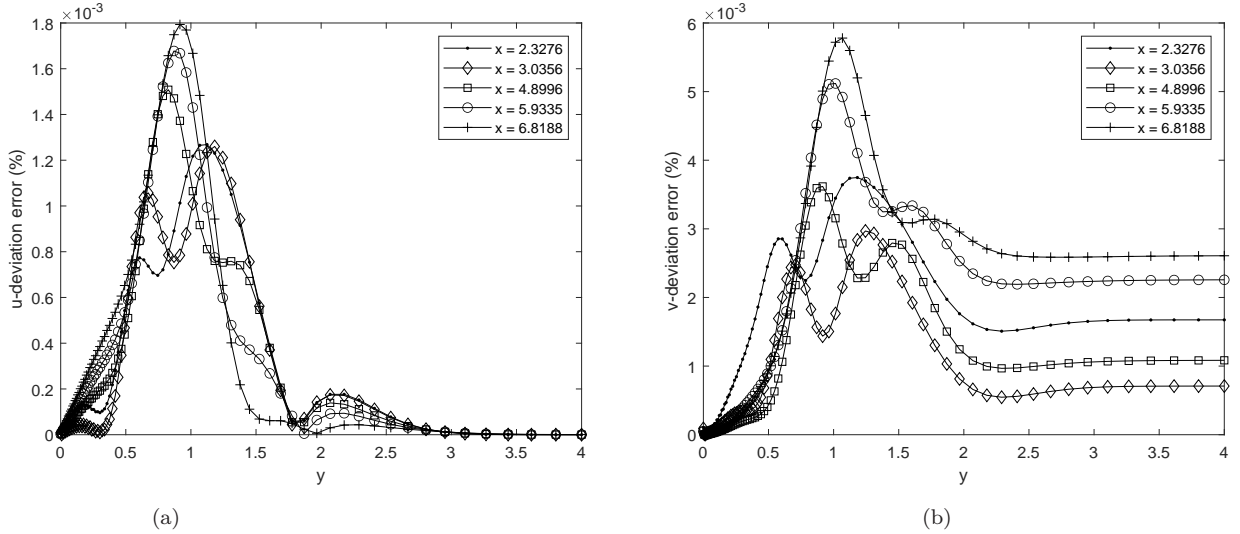 ×10⁻³
1.8
1.6
1.4
1.2
1
0.8
0.6
0.4
0.2
0
u-deviation error (%)
0 0.5 1 1.5 2 2.5 3 3.5 4
y
x = 2.3276
x = 3.0356
x = 4.8996
x = 5.9335
x = 6.8188
(a)
×10⁻³
6
5
4
3
2
1
0
v-deviation error (%)
0 0.5 1 1.5 2 2.5 3 3.5 4
y
x = 2.3276
x = 3.0356
x = 4.8996
x = 5.9335
x = 6.8188
(b)